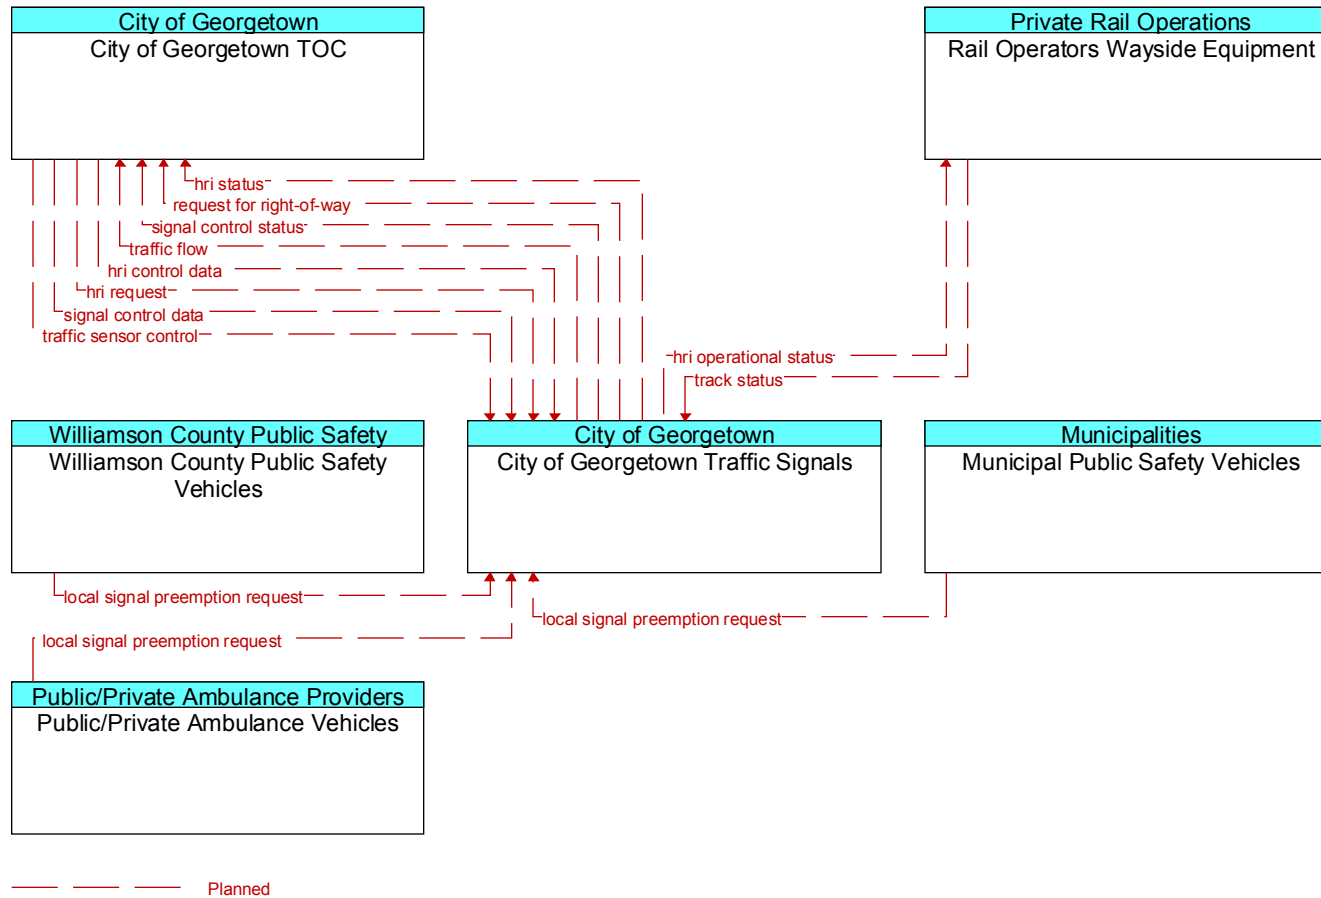 City of Georgetown
City of Georgetown TOC
Private Rail Operations
Rail Operators Wayside Equipment
hri status
request for right-of-way
signal control status
traffic flow
hri control data
hri request
signal control data
traffic sensor control
hri operational status
track status
Williamson County Public Safety
Williamson County Public Safety
Vehicles
City of Georgetown
City of Georgetown Traffic Signals
Municipalities
Municipal Public Safety Vehicles
local signal preemption request
local signal preemption request
local signal preemption request
Public/Private Ambulance Providers
Public/Private Ambulance Vehicles
Planned